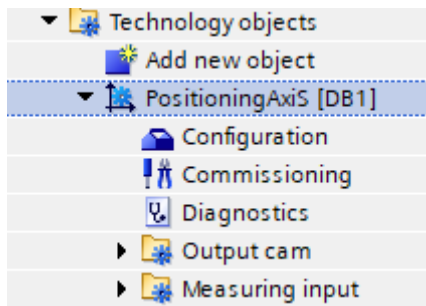 Technology objects
Add new object
PositioningAxiS [DB1]
Configuration
Commissioning
Diagnostics
Output cam
Measuring input